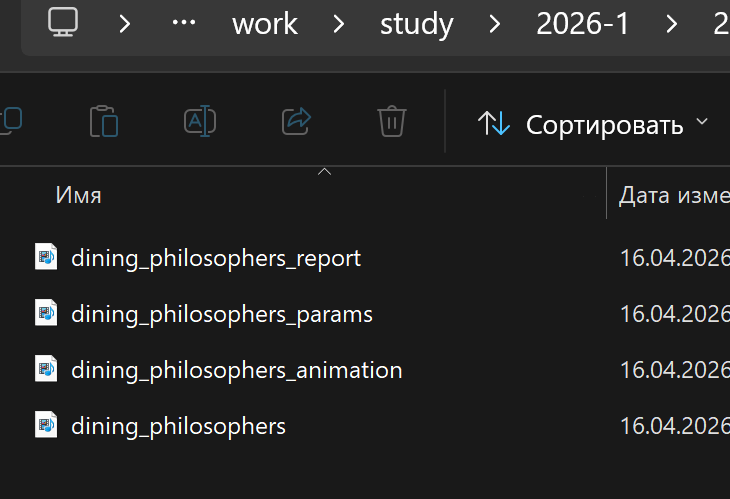 ... work > study > 2026-1 > 2
Сортировать
Имя Дата изме
dining_philosophers_report 16.04.2026
dining_philosophers_params 16.04.2026
dining_philosophers_animation 16.04.2026
dining_philosophers 16.04.2026